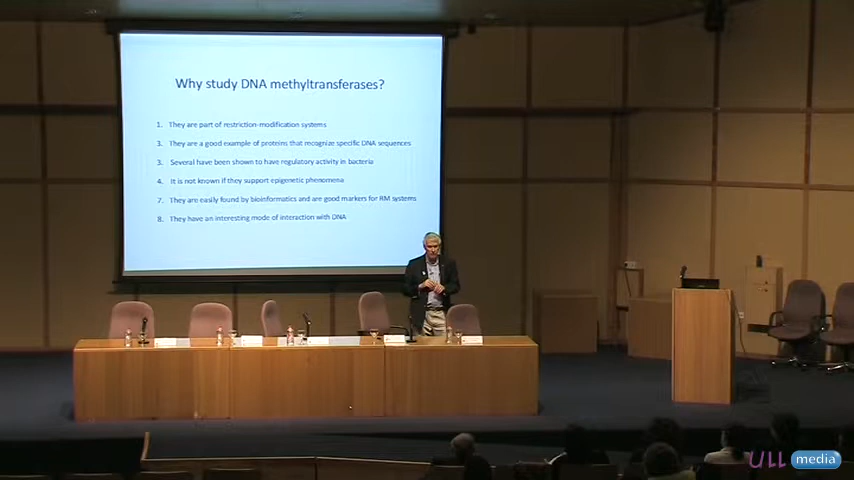 Why study DNA methyltransferases?
1. They are part of restriction-modification systems
3. They are a good example of proteins that recognize specific DNA sequences
3. Several have been shown to have regulatory activity in bacteria
4. It is not known if they support epigenetic phenomena
7. They are easily found by bioinformatics and are good markers for RM systems
8. They have an interesting mode of interaction with DNA
ULL media